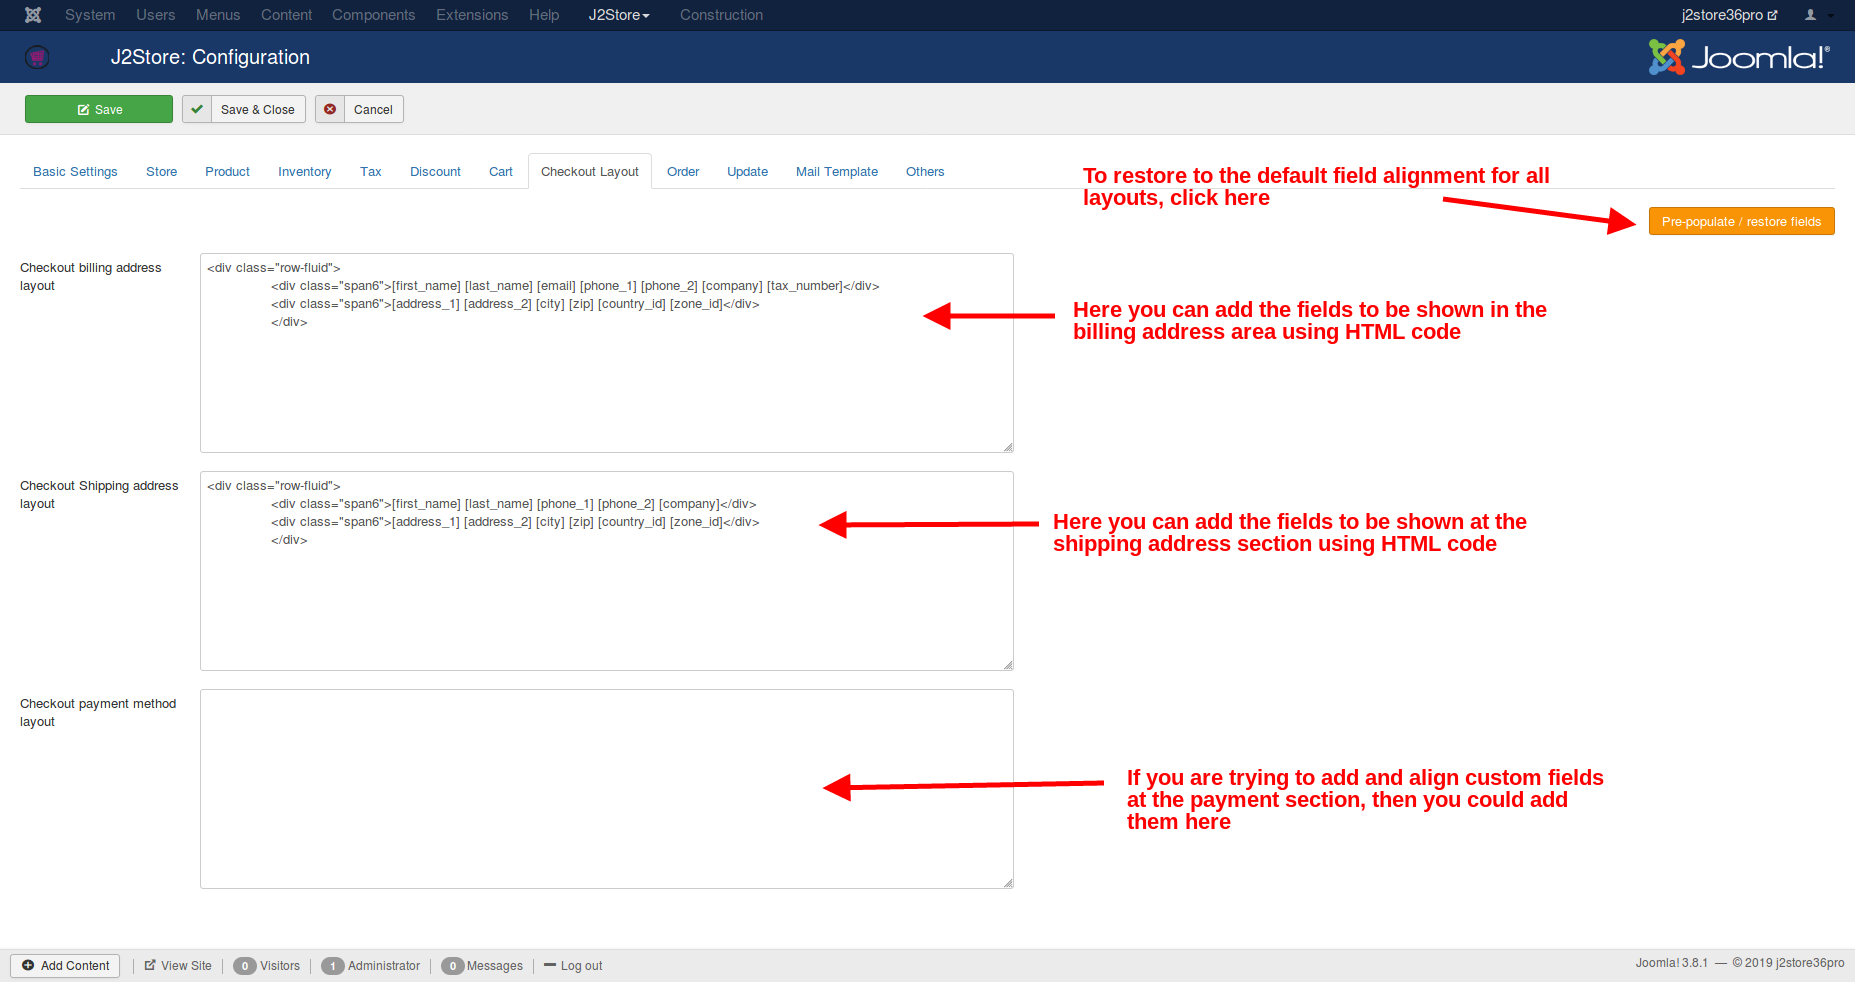 System Users Menus Content Components Extensions Help J2Store Construction j2store36pro
J2Store: Configuration Joomla!®
Save Save & Close Cancel
Basic Settings Store Product Inventory Tax Discount Cart Checkout Layout Order Update Mail Template Others
To restore to the default field alignment for all
layouts, click here
Pre-populate / restore fields
Checkout billing address
layout
<div class="row-fluid">
<div class="span6">[first_name] [last_name] [email] [phone_1] [phone_2] [company] [tax_number]</div>
<div class="span6">[address_1] [address_2] [city] [zip] [country_id] [zone_id]</div>
</div>
Here you can add the fields to be shown in the
billing address area using HTML code
Checkout Shipping address
layout
<div class="row-fluid">
<div class="span6">[first_name] [last_name] [phone_1] [phone_2] [company]</div>
<div class="span6">[address_1] [address_2] [city] [zip] [country_id] [zone_id]</div>
</div>
Here you can add the fields to be shown at the
shipping address section using HTML code
Checkout payment method
layout
If you are trying to add and align custom fields
at the payment section, then you could add
them here
Add Content View Site 0 Visitors 1 Administrator 0 Messages Log out Joomla! 3.8.1 — © 2019 j2store36pro